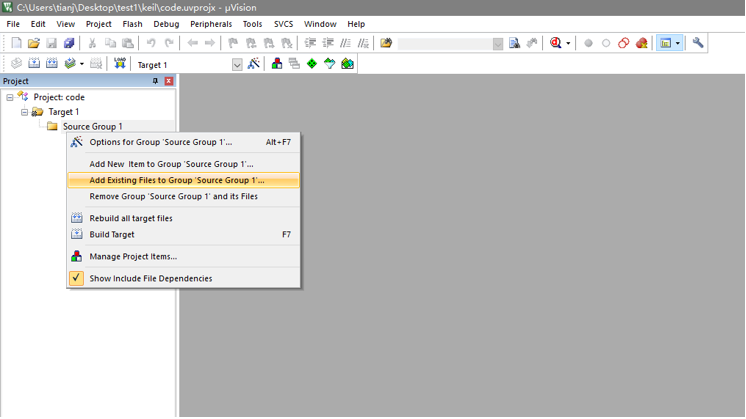 C:\Users\tianj\Desktop\test1\keil\code.uvprojx - µVision
File Edit View Project Flash Debug Peripherals Tools SVCS Window Help
LOAD Target 1
Project
Project: code
Target 1
Source Group 1
Options for Group 'Source Group 1'... Alt+F7
Add New Item to Group 'Source Group 1'...
Add Existing Files to Group 'Source Group 1'...
Remove Group 'Source Group 1' and its Files
Rebuild all target files
Build Target F7
Manage Project Items...
Show Include File Dependencies